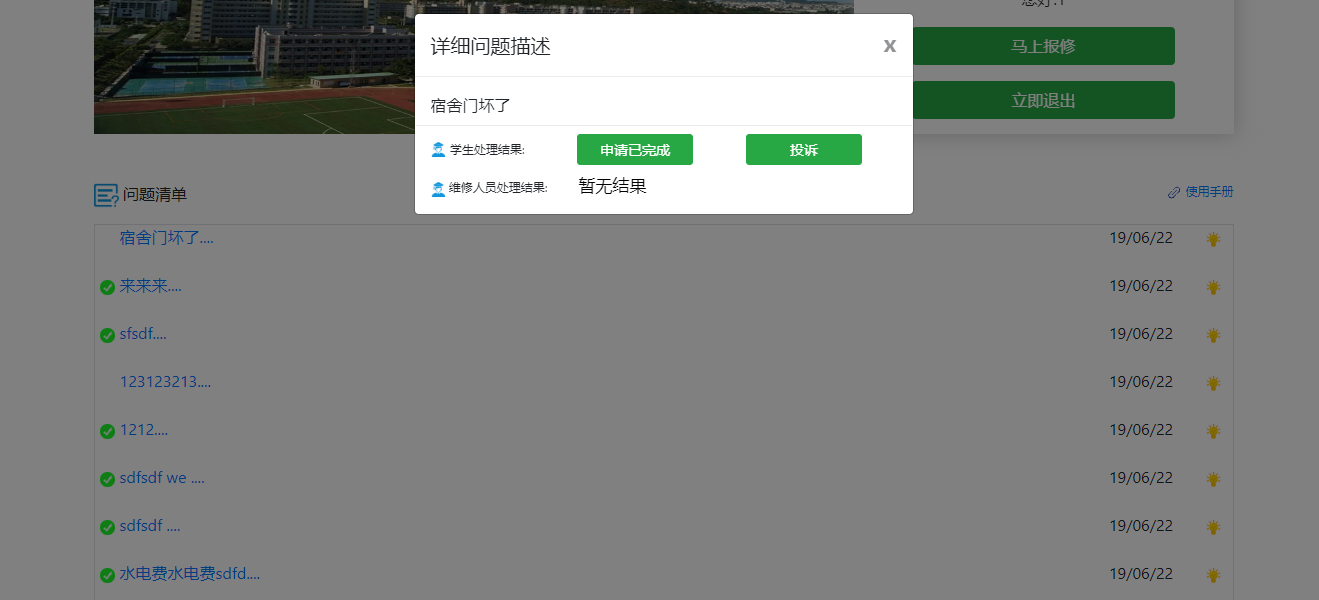 您好:1
详细问题描述
x
马上报修
宿舍门坏了
立即退出
学生处理结果:
申请已完成
投诉
维修人员处理结果:
暂无结果
问题清单
使用手册
宿舍门坏了....
19/06/22
来来来....
19/06/22
sfsdf....
19/06/22
123123213....
19/06/22
1212....
19/06/22
sdfsdf we ....
19/06/22
sdfsdf ....
19/06/22
水电费水电费sdfd....
19/06/22